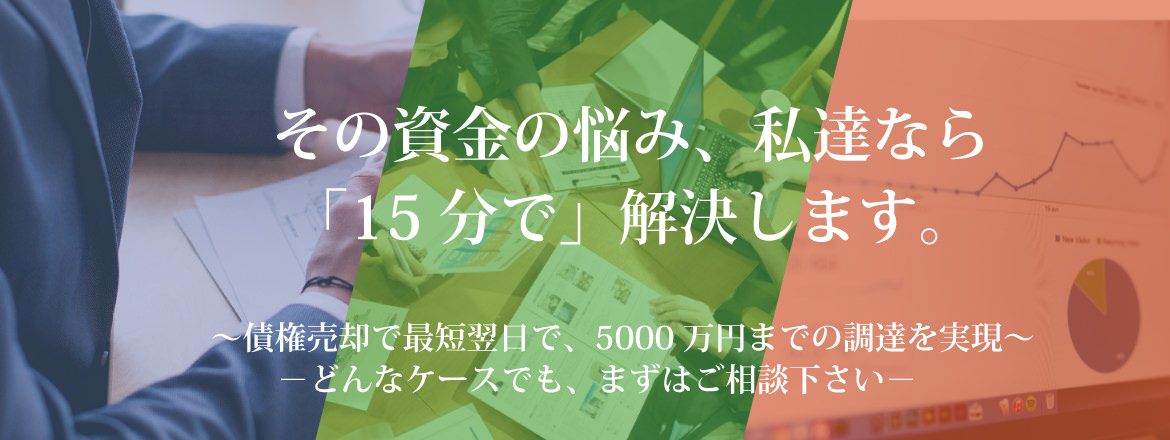 その資金の悩み、私達なら
「15 分で」解決します。
～債権売却で最短翌日で、5000 万円までの調達を実現～
－どんなケースでも、まずはご相談下さい－